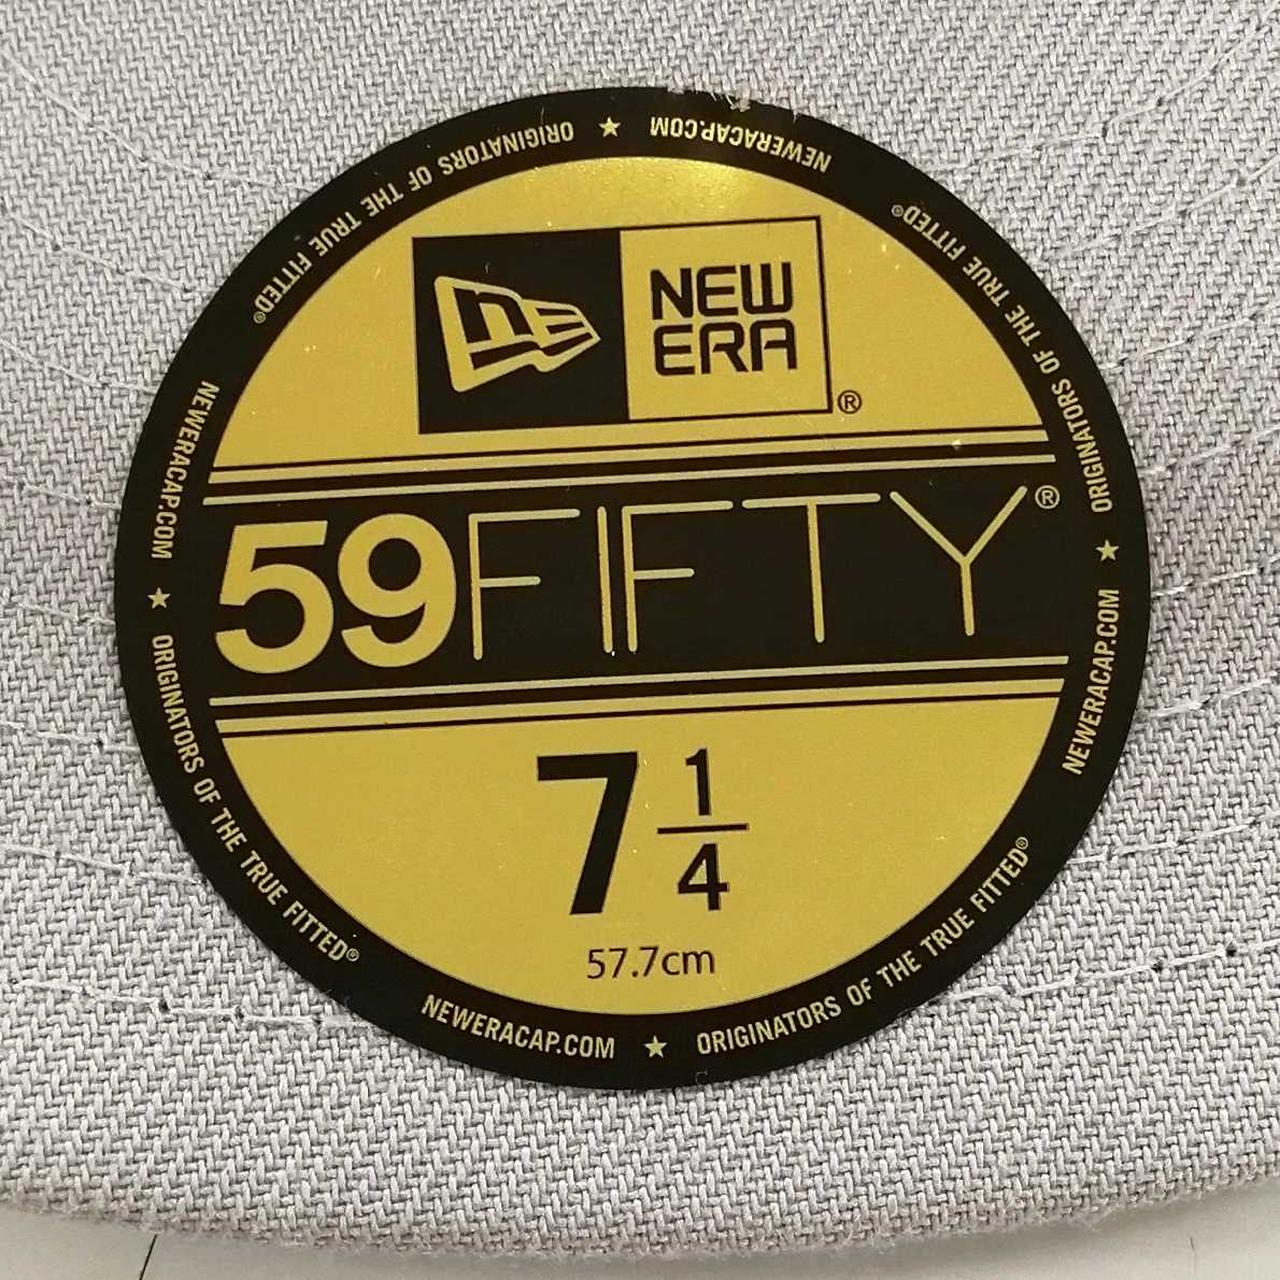 NEW
ERA®
59FIFTY®
7 1/4
57.7cm
NEWERACAP.COM ★ ORIGINATORS OF THE TRUE FITTED®
NEWERACAP.COM ★ ORIGINATORS OF THE TRUE FITTED®
NEWERACAP.COM ★ ORIGINATORS OF THE TRUE FITTED®
NEWERACAP.COM ★ ORIGINATORS OF THE TRUE FITTED®